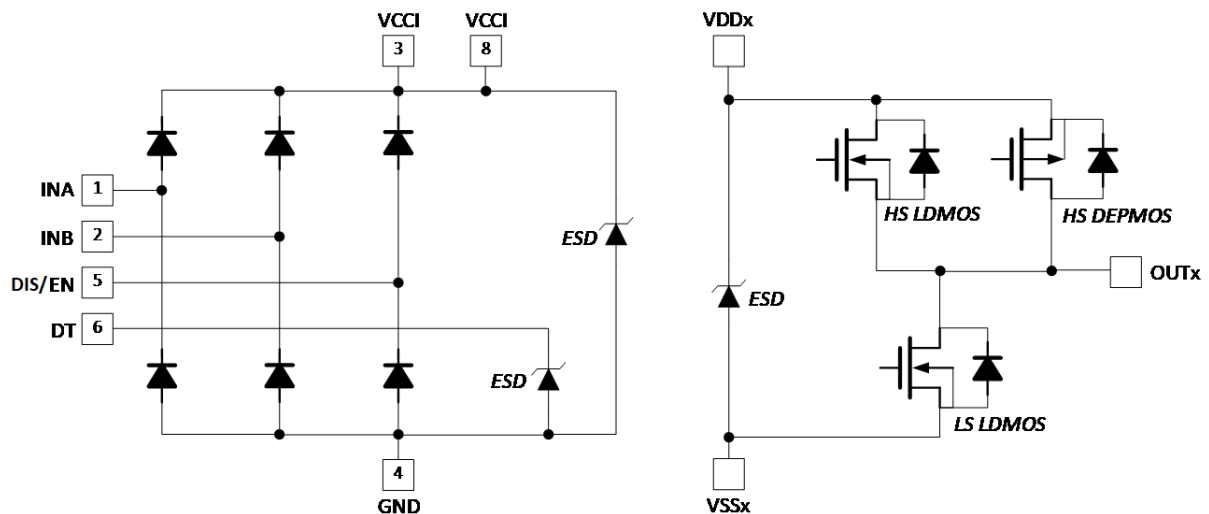 VCCI VCCI VDDx
3 8
INA 1
HS LDMOS HS DEPMOS
INB 2
ESD
DIS/EN 5
OUTx
ESD
DT 6
ESD
LS LDMOS
4
GND VSSx